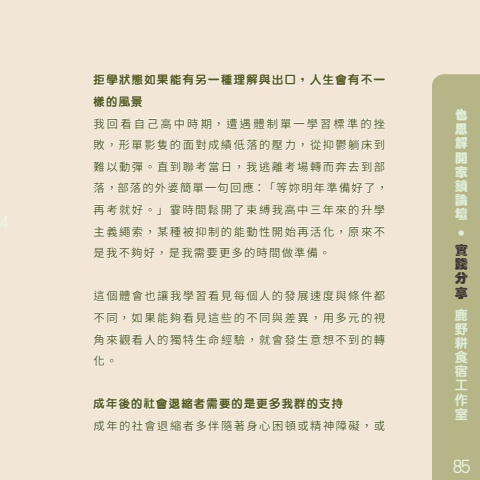 拒學狀態如果能有另一種理解與出口，人生會有不一
樣的風景
我回看自己高中時期，遭遇體制單一學習標準的挫
敗，形單影隻的面對成績低落的壓力，從抑鬱躺床到
難以動彈。直到聯考當日，我逃離考場轉而奔去到部
落，部落的外婆簡單一句回應：「等妳明年準備好了，
再考就好。」霎時間鬆開了束縛我高中三年來的升學
主義繩索，某種被抑制的能動性開始再活化，原來不
是我不夠好，是我需要更多的時間做準備。
這個體會也讓我學習看見每個人的發展速度與條件都
不同，如果能夠看見這些的不同與差異，用多元的視
角來觀看人的獨特生命經驗，就會發生意想不到的轉
化。
成年後的社會退縮者需要的是更多我群的支持
成年的社會退縮者多伴隨著身心困頓或精神障礙，或
也思解開家鎖論壇 • 實踐分享 鹿野耕食宿工作室
85
4